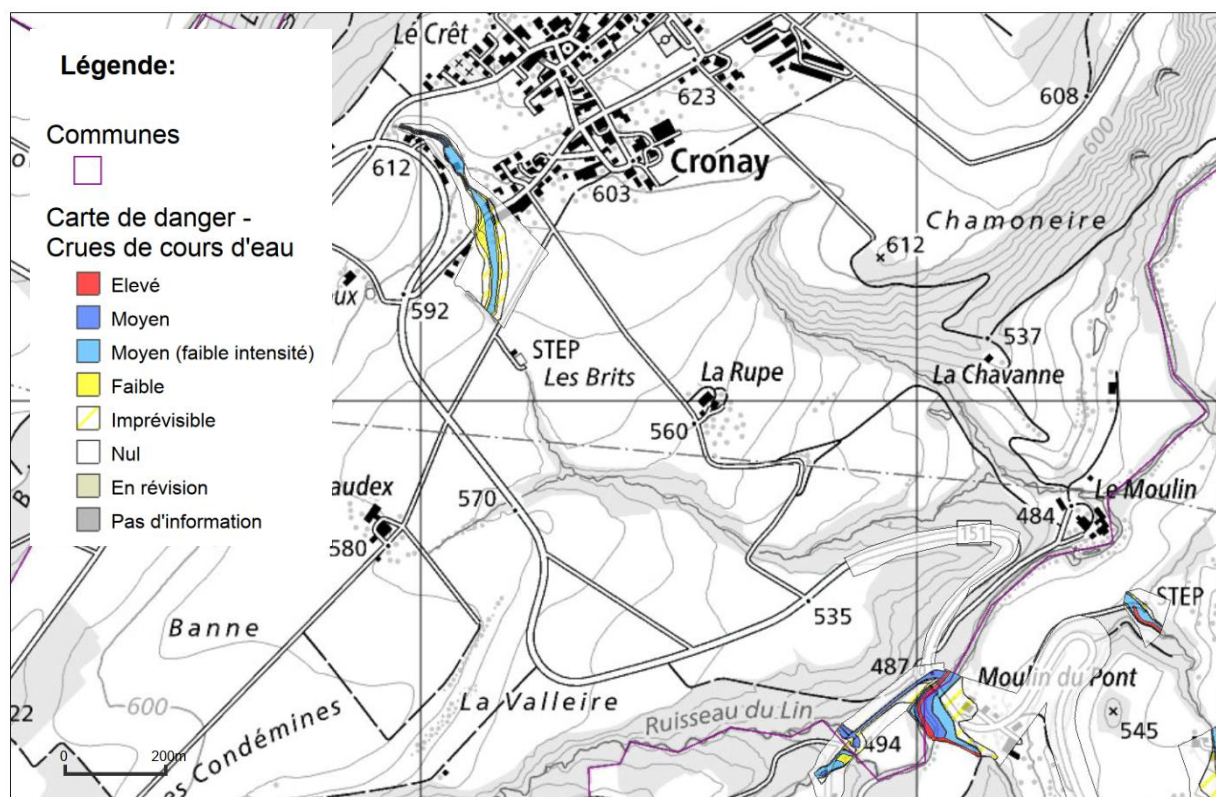 Légende:
Communes
Carte de danger -
Crues de cours d'eau
Elevé
Moyen
Moyen (faible intensité)
Faible
Imprévisible
Nul
En révision
Pas d'information
Le Crêt
623
608
600
612
Cronay
603
Chamoneire
612
592
537
STEP
Les Brits
La Rupe
La Chavanne
560
570
Le Moulin
484
580
151
STEP
535
Banne
487
Moulin du Pont
600
La Valleire
Ruisseau du Lin
545
22
494
Condémines
0
200m